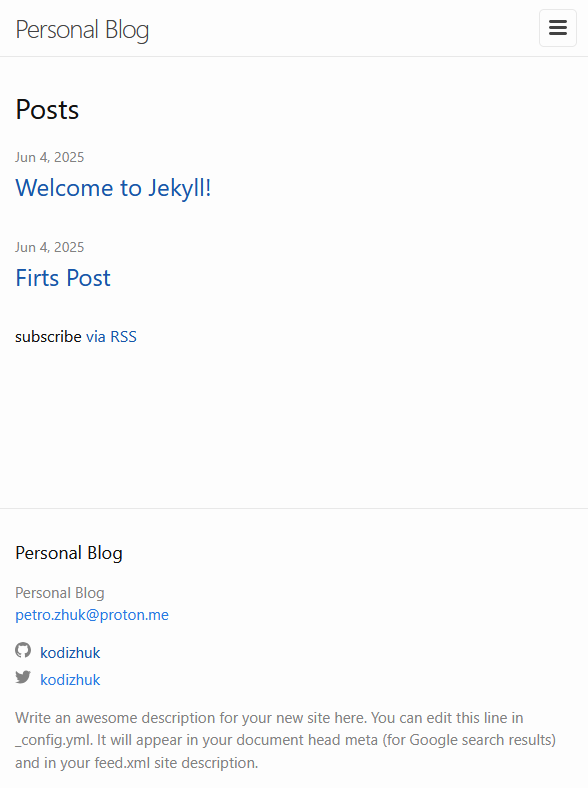 Personal Blog
Posts
Jun 4, 2025
Welcome to Jekyll!
Jun 4, 2025
Firts Post
subscribe via RSS
Personal Blog
Personal Blog
petro.zhuk@proton.me
kodizhuk
kodizhuk
Write an awesome description for your new site here. You can edit this line in
_config.yml. It will appear in your document head meta (for Google search results)
and in your feed.xml site description.